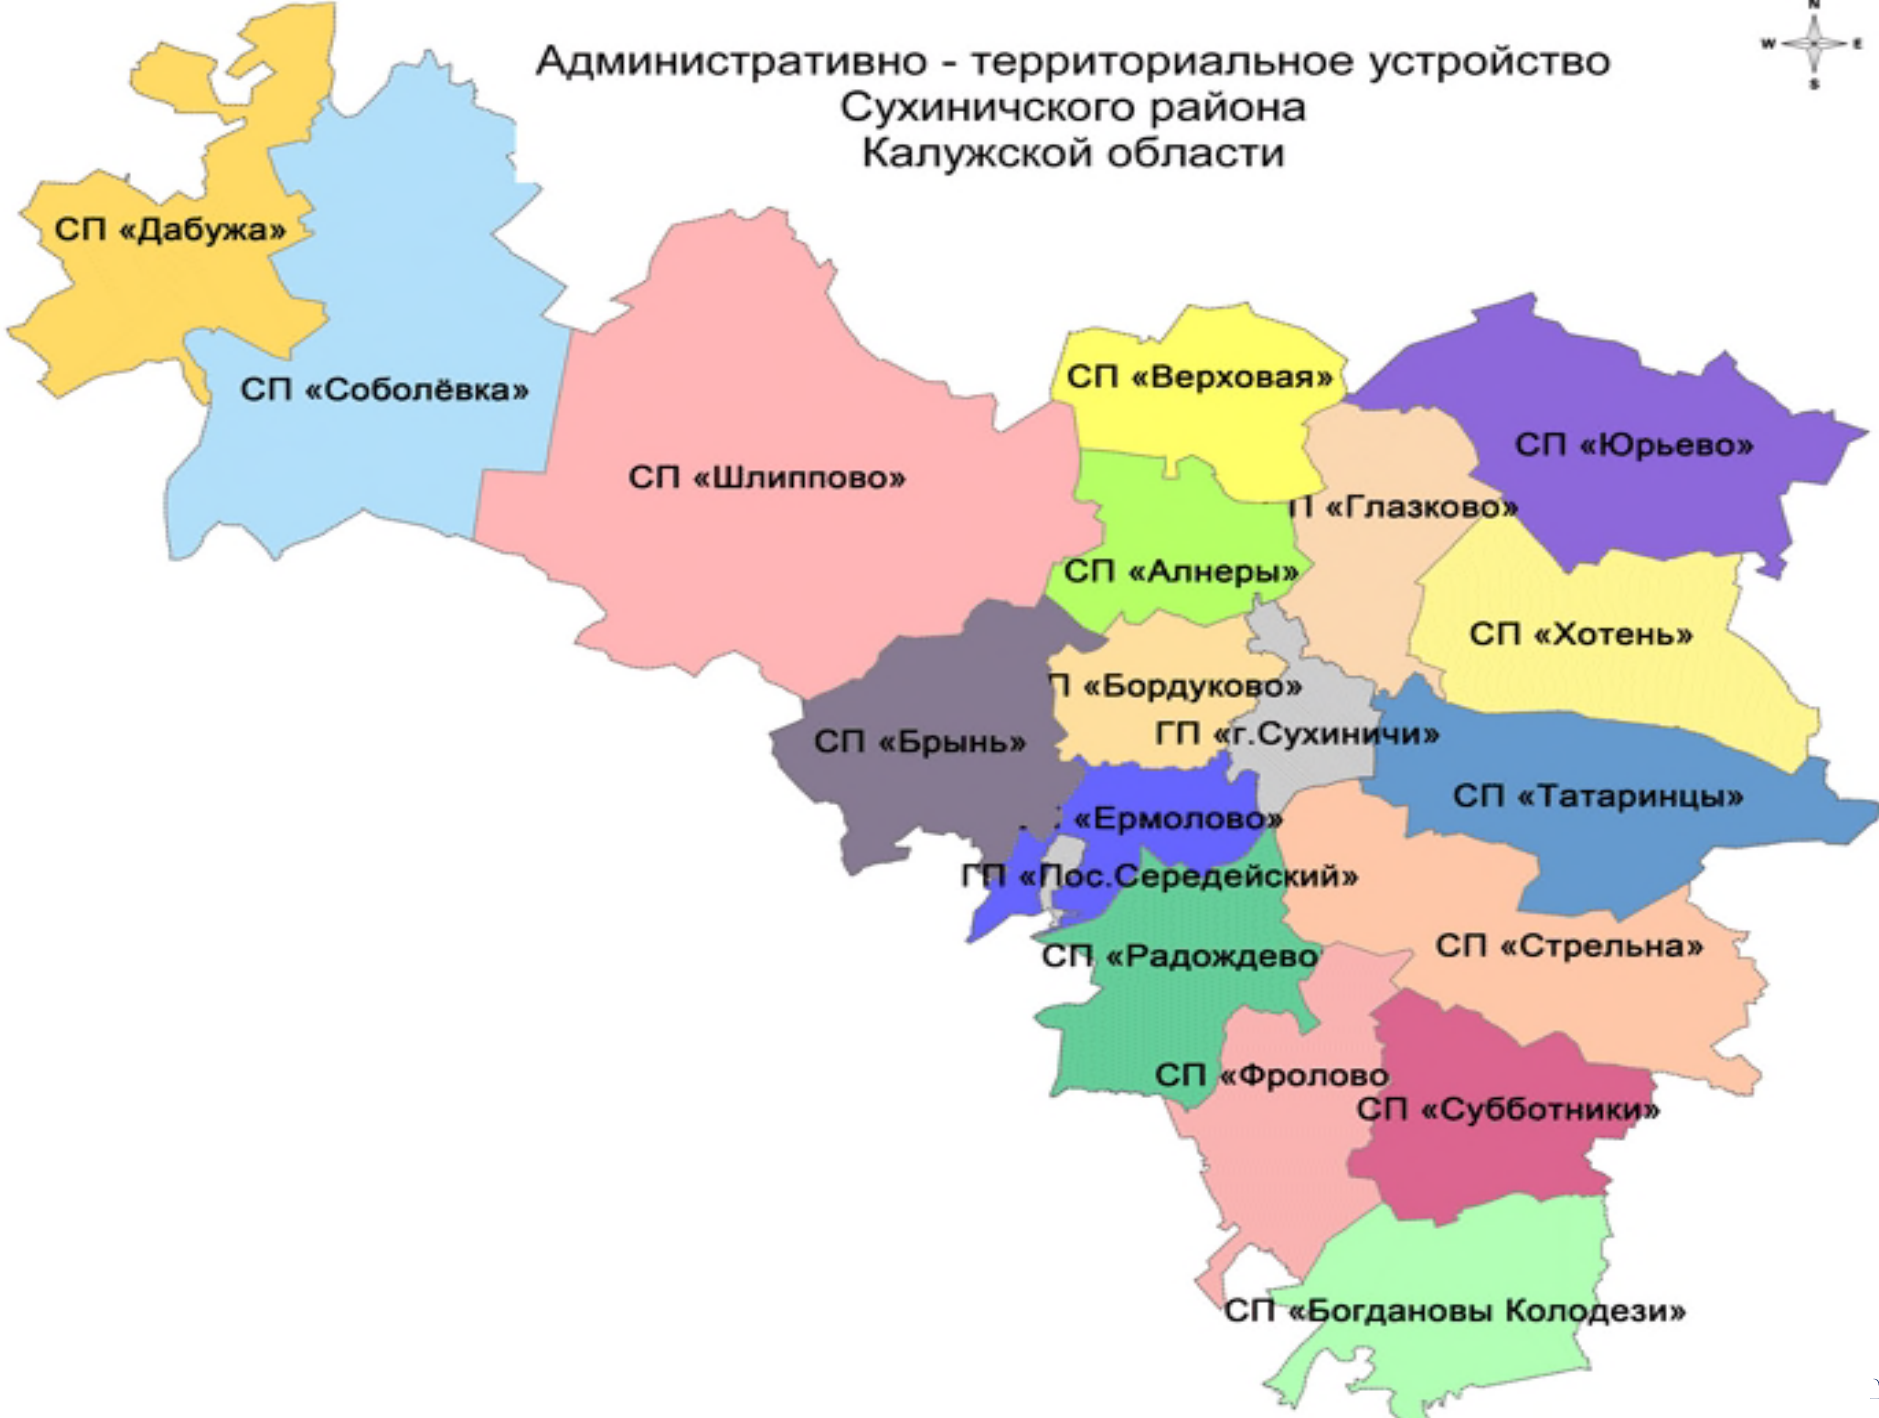 N
W E
S
Административно - территориальное устройство
Сухиничского района
Калужской области
СП «Дабужа»
СП «Соболёвка»
СП «Верховая»
СП «Юрьево»
СП «Шлиппово»
П «Глазково»
СП «Алнеры»
СП «Хотень»
П «Бордуково»
ГП «г.Сухиничи»
СП «Брынь»
СП «Татаринцы»
«Ермолово»
ГП «Пос.Середейский»
СП «Стрельна»
СП «Радождево
СП «Фролово
СП «Субботники»
СП «Богдановы Колодези»